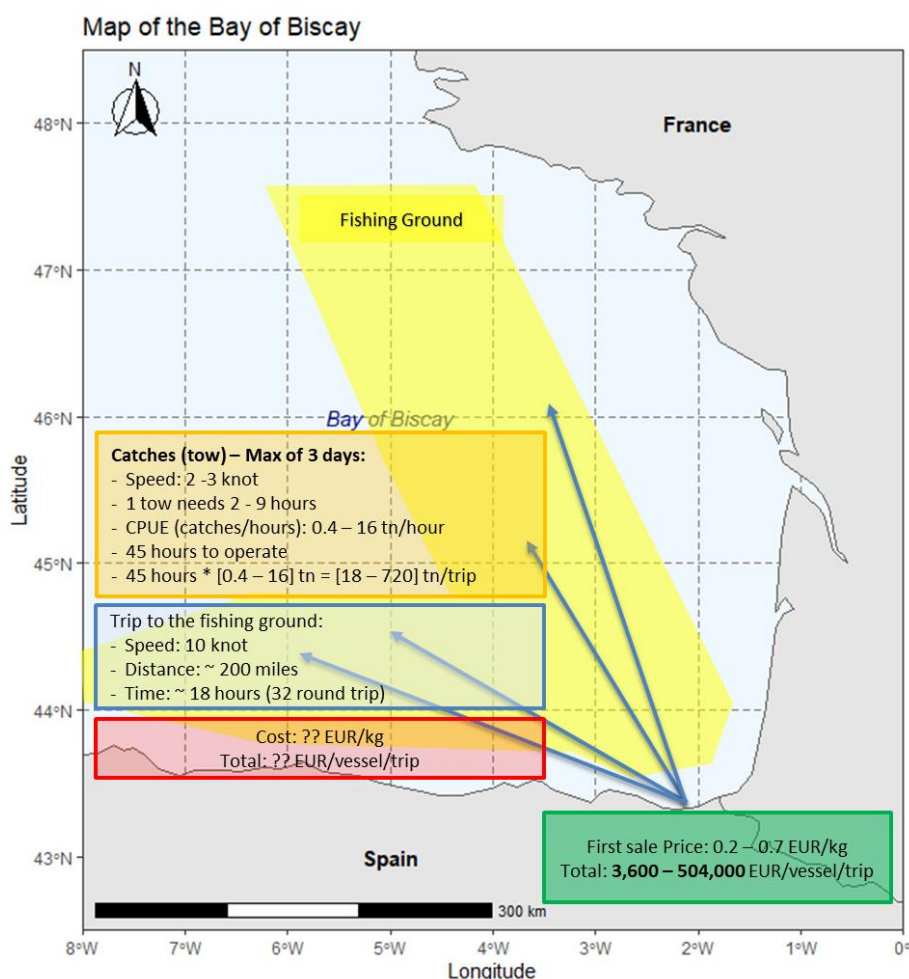 Map of the Bay of Biscay
N
48°N
France
Fishing Ground
47°N
46°N
Bay of Biscay
Catches (tow) – Max of 3 days:
- Speed: 2 -3 knot
- 1 tow needs 2 - 9 hours
- CPUE (catches/hours): 0.4 – 16 tn/hour
- 45 hours to operate
- 45 hours * [0.4 – 16] tn = [18 – 720] tn/trip
Latitude
45°N
Trip to the fishing ground:
- Speed: 10 knot
- Distance: ~ 200 miles
- Time: ~ 18 hours (32 round trip)
44°N
Cost: ?? EUR/kg
Total: ?? EUR/vessel/trip
First sale Price: 0.2 – 0.7 EUR/kg
Total: 3,600 – 504,000 EUR/vessel/trip
43°N
Spain
300 km
8°W 7°W 6°W 5°W 4°W 3°W 2°W 1°W 0°
Longitude